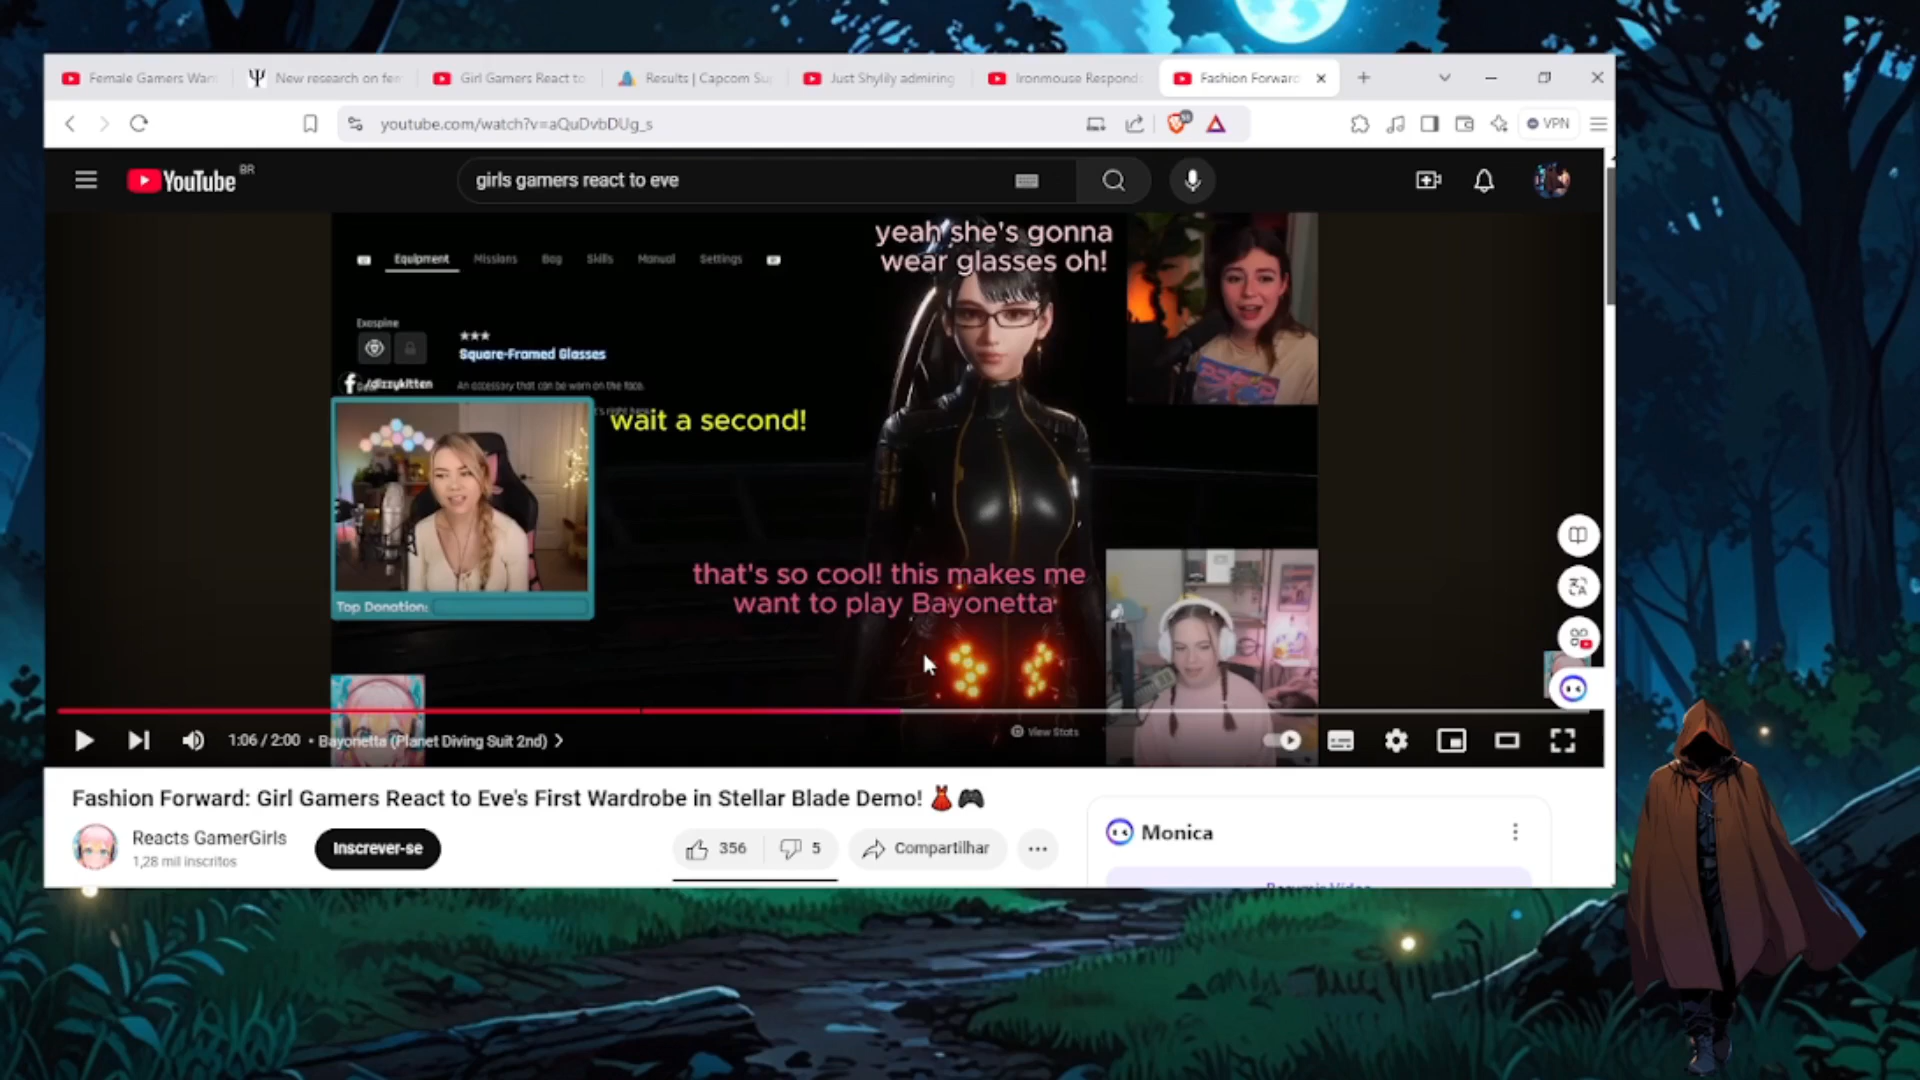 Female Gamers Wan
New research on fem
Girl Gamers React to
Results | Capcom Su
Just Shylily admiring
Ironmouse Respond
Fashion Forward
youtube.com/watch?v=aQuDvbDUg_s
VPN
YouTube BR
girls gamers react to eve
yeah she's gonna
wear glasses oh!
Equipment Missions Bag Skills Manual Settings
Exospine
★★★
Square-Framed Glasses
/dizzykitten
An accessory that can be worn on the face.
wait a second!
that's so cool! this makes me
want to play Bayonetta
Top Donation:
View Stats
1:06 / 2:00 • Bayonetta (Planet Diving Suit 2nd)
Fashion Forward: Girl Gamers React to Eve's First Wardrobe in Stellar Blade Demo!
Reacts GamerGirls
1,28 mil inscritos
Inscrever-se
356
5
Compartilhar
Monica